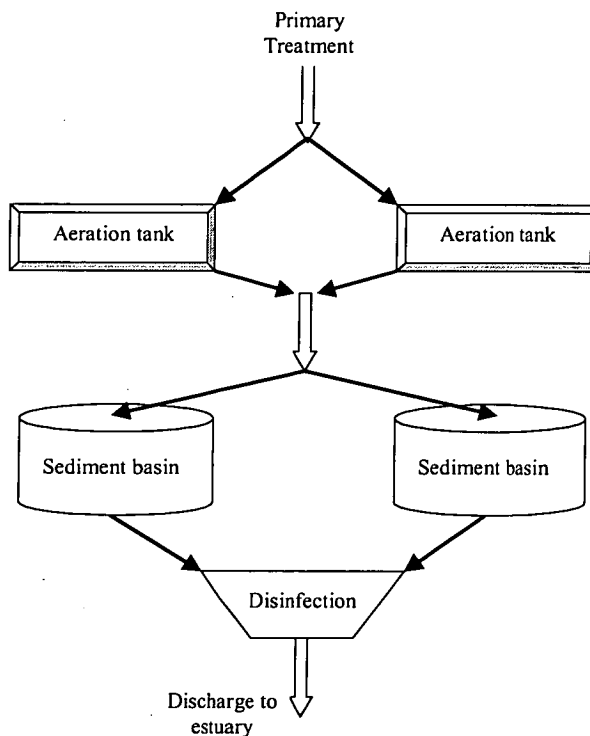 Primary
Treatment
Aeration tank
Aeration tank
Sediment basin
Sediment basin
Disinfection
Discharge to
estuary